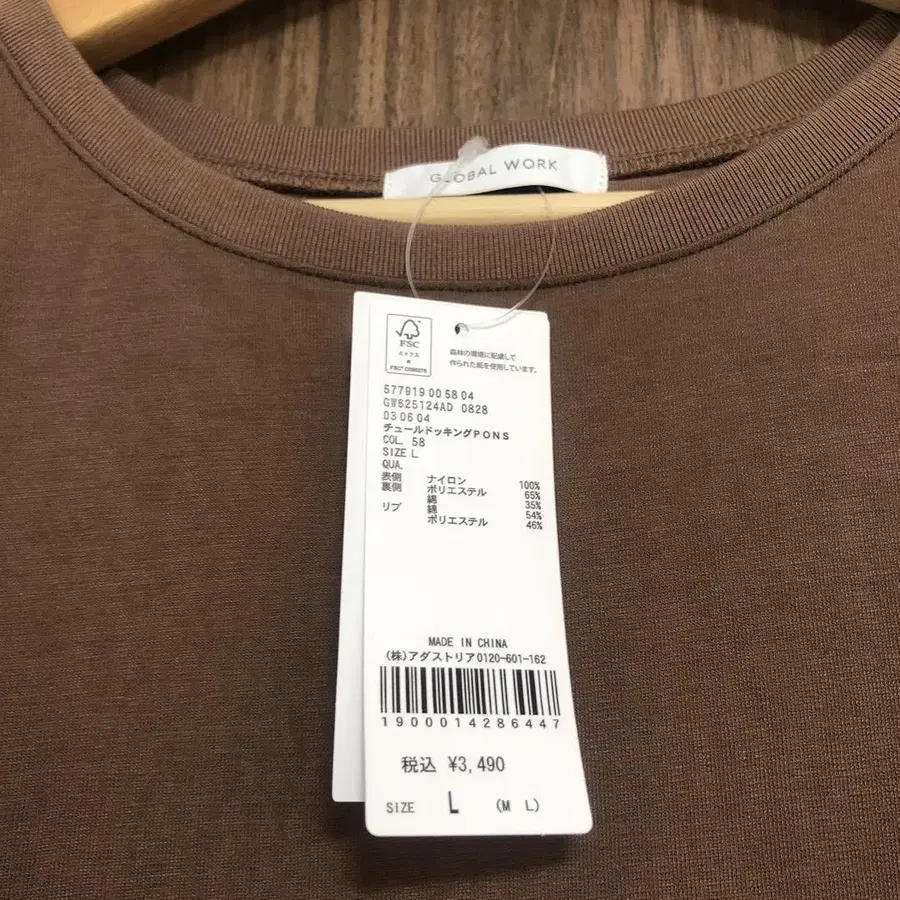 GLOBAL WORK
FSC
ミックス
紙
FSC® C095275
森林の環境に配慮して
作られた紙を使用しています。
577919 00 58 04
GW625124AD 0828
D3 06 04
チュールドッキングPONS
COL. 58
SIZE L
QUA.
表側 ナイロン 100%
裏側 ポリエステル 65%
綿 35%
リブ 綿 54%
ポリエステル 46%
MADE IN CHINA
(株)アダストリア0120-601-162
1900014286447
税込 ¥3,490
SIZE L (M L)